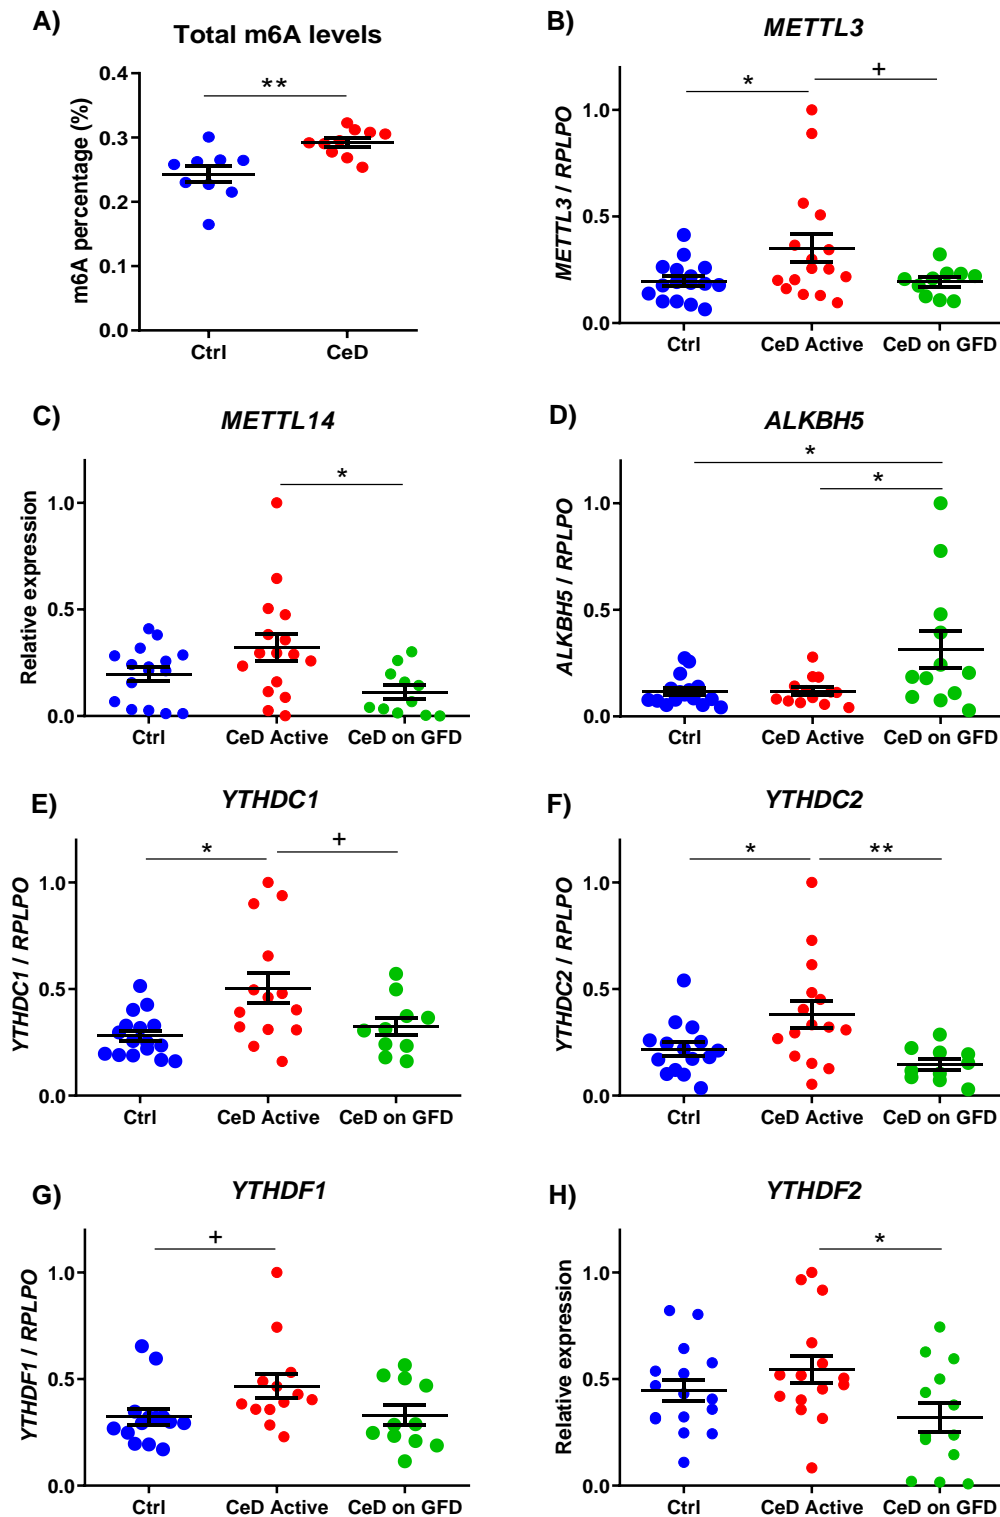 A)
Total m6A levels
**
m6A percentage (%)
0.4
0.3
0.2
0.1
0.0
Ctrl CeD
B)
METTL3
* +
METTL3 / RPLPO
1.0
0.5
0.0
Ctrl CeD Active CeD on GFD
C)
METTL14
*
Relative expression
1.0
0.5
0.0
Ctrl CeD Active CeD on GFD
D)
ALKBH5
*
*
ALKBH5 / RPLPO
1.0
0.5
0.0
Ctrl CeD Active CeD on GFD
E)
YTHDC1
* +
YTHDC1 / RPLPO
1.0
0.5
0.0
Ctrl CeD Active CeD on GFD
F)
YTHDC2
* **
YTHDC2 / RPLPO
1.0
0.5
0.0
Ctrl CeD Active CeD on GFD
G)
YTHDF1
+
YTHDF1 / RPLPO
1.0
0.5
0.0
Ctrl CeD Active CeD on GFD
H)
YTHDF2
*
Relative expression
1.0
0.5
0.0
Ctrl CeD Active CeD on GFD